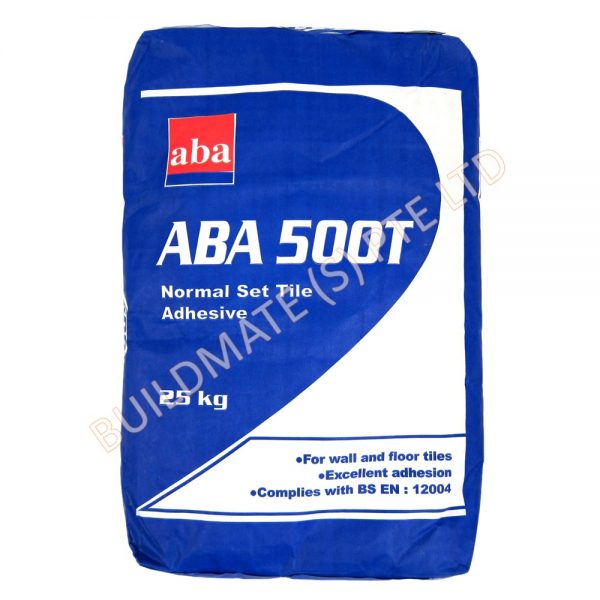 aba
ABA 500T
Normal Set Tile
Adhesive
25 kg
•For wall and floor tiles
•Excellent adhesion
•Complies with BS EN : 12004
BUILDMATE (S) PTE LTD